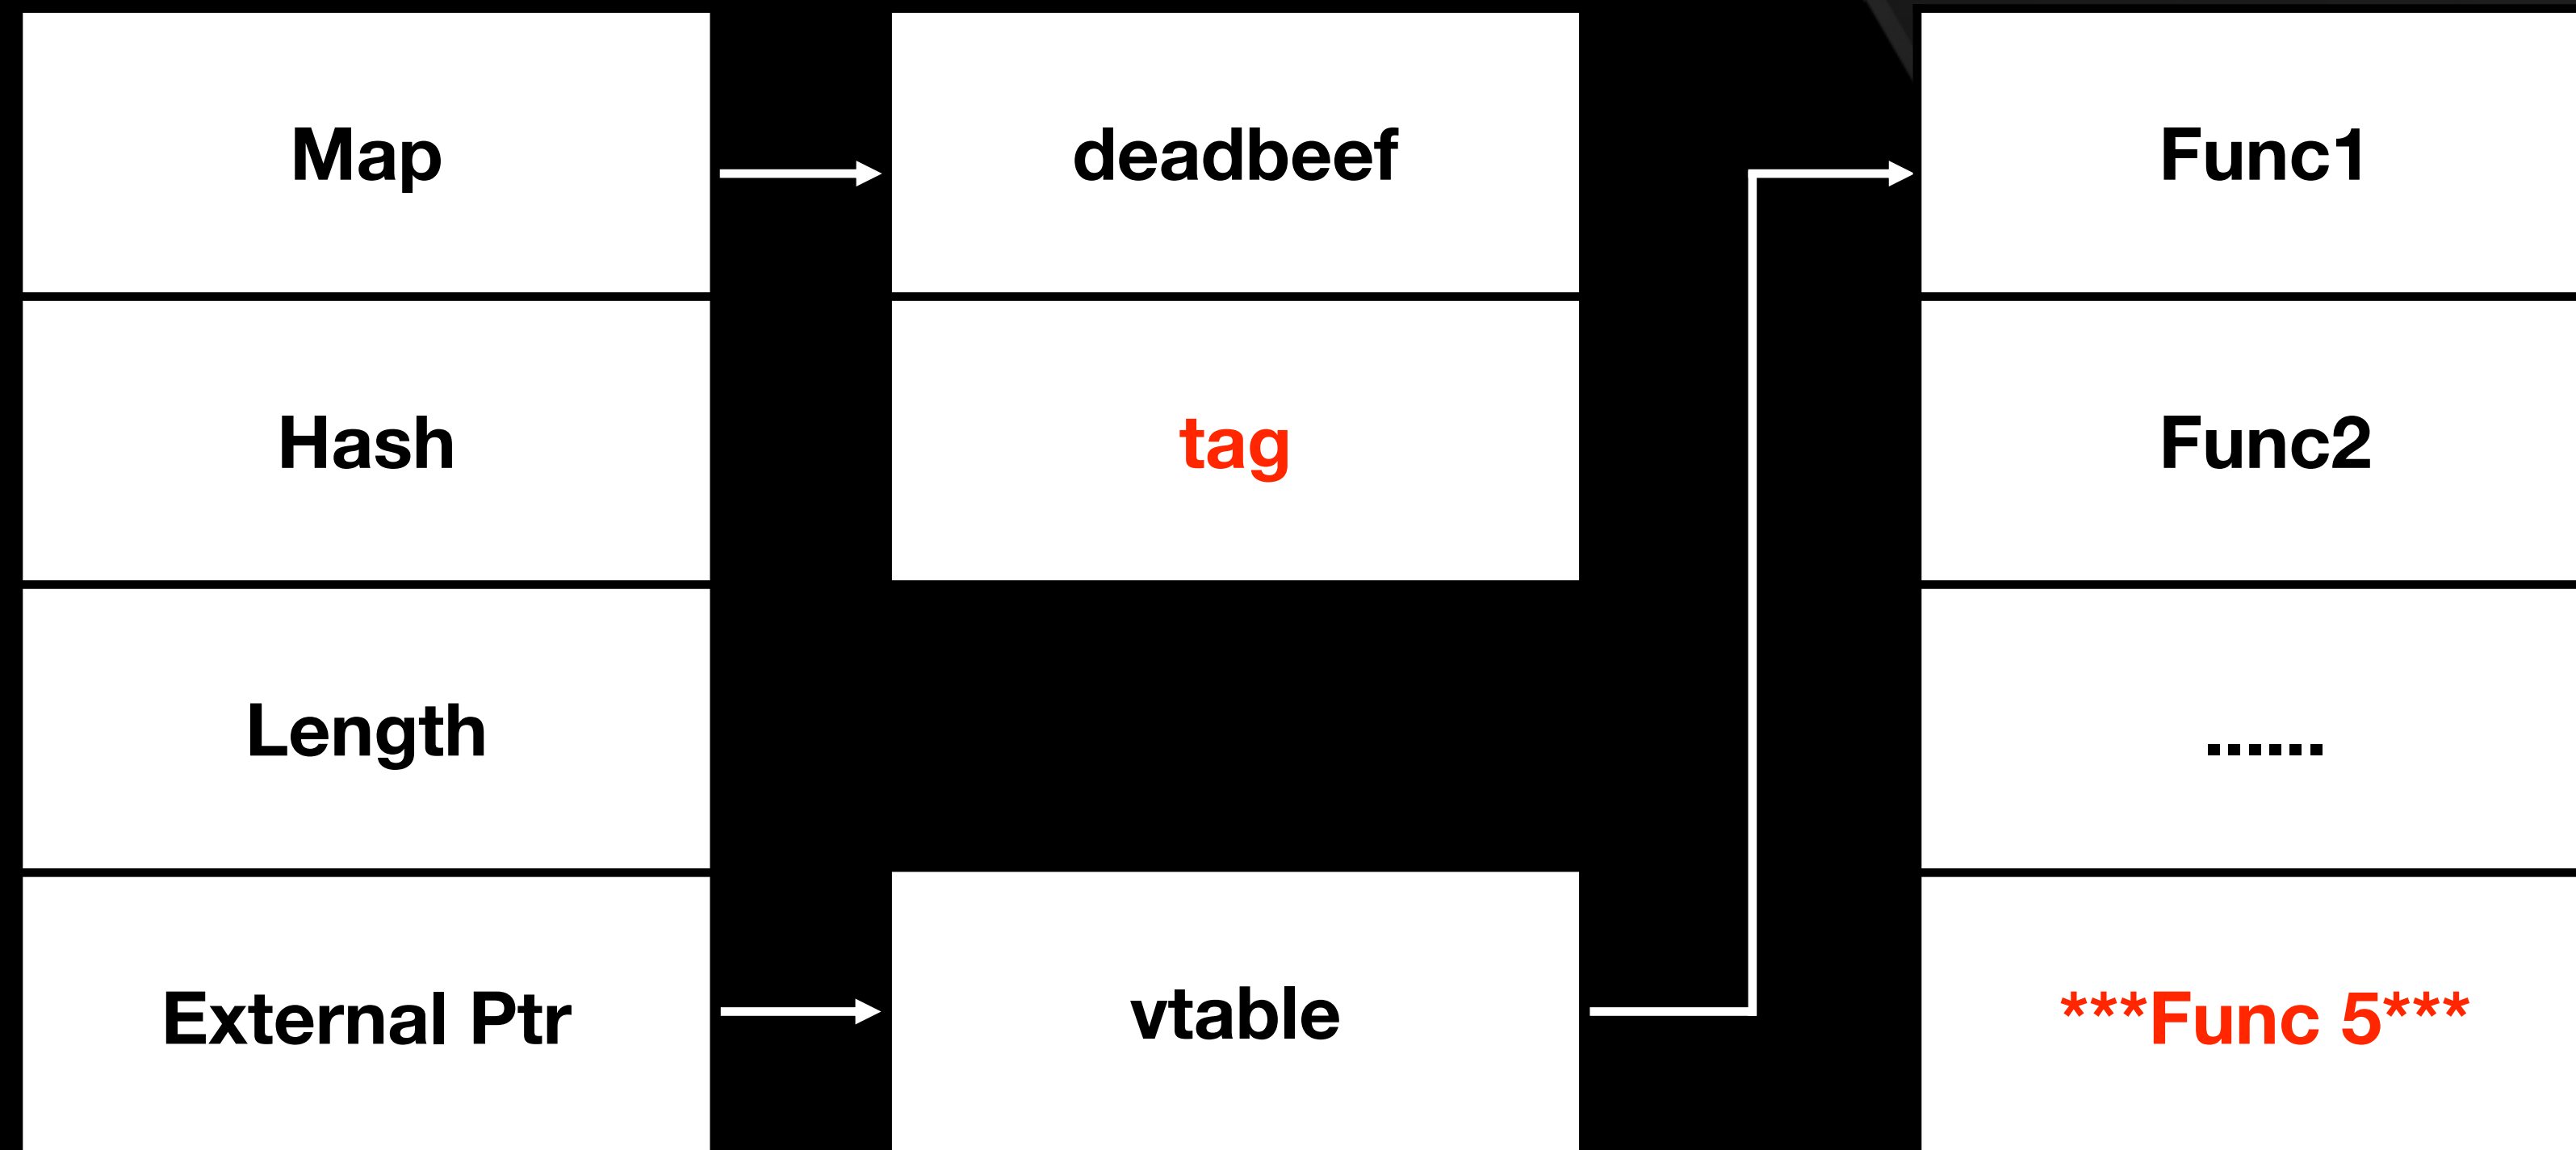 Map
Hash
Length
External Ptr
deadbeef
tag
vtable
Func1
Func2
......
***Func 5***